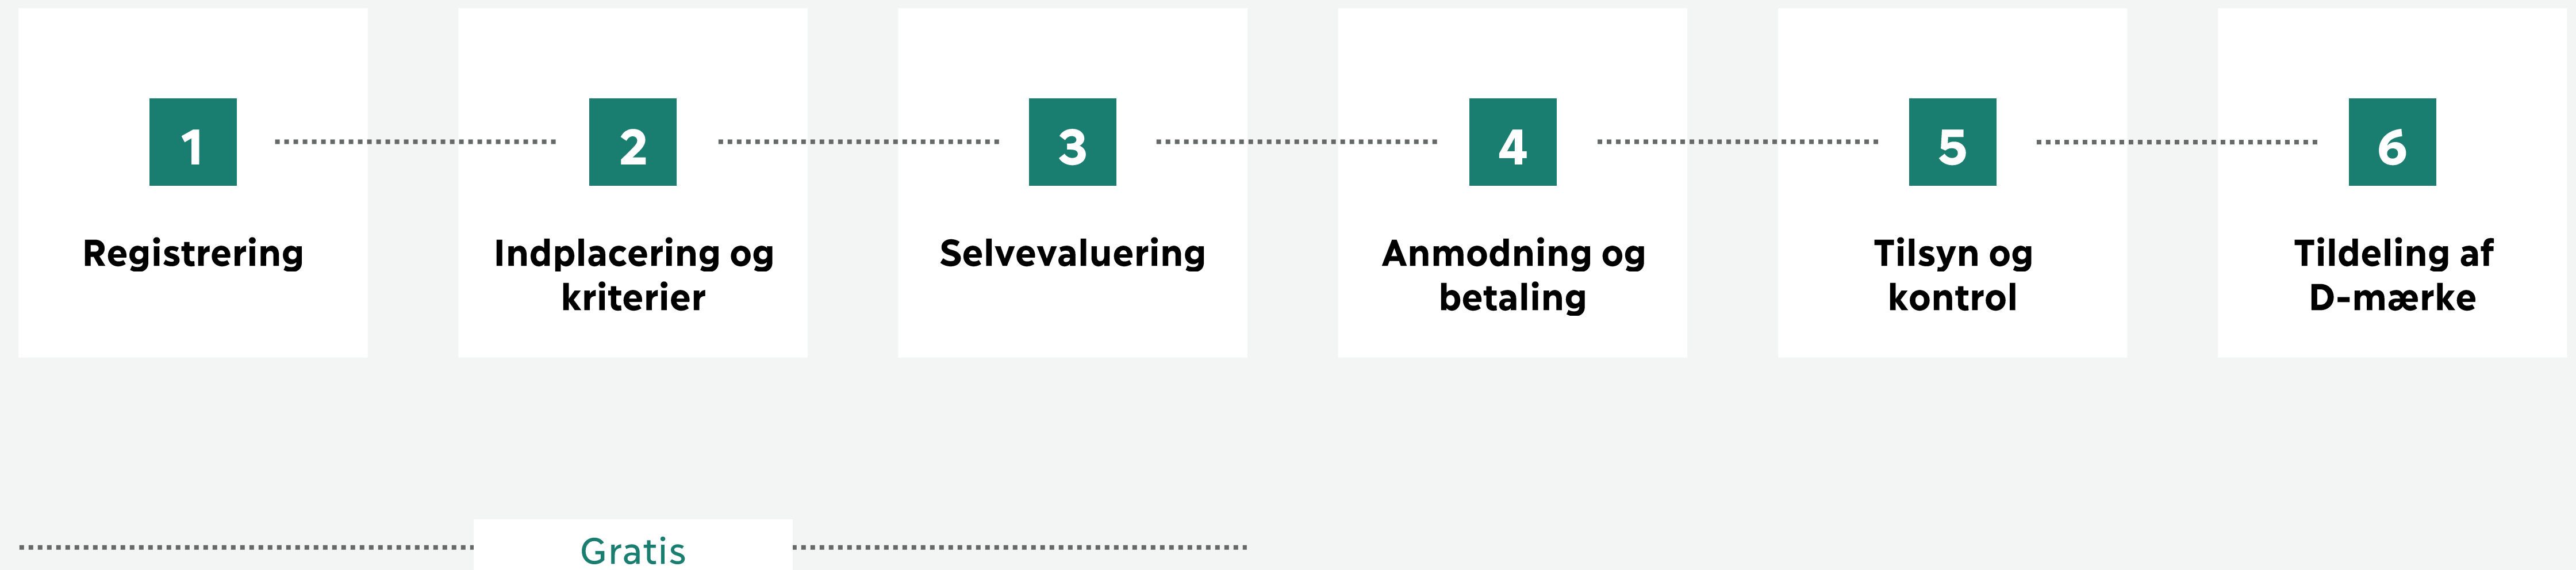 1
2
3
4
5
6
Registrering
Indplacering og
kriterier
Selvevaluering
Anmodning og
betaling
Tilsyn og
kontrol
Tildeling af
D-mærke
Gratis